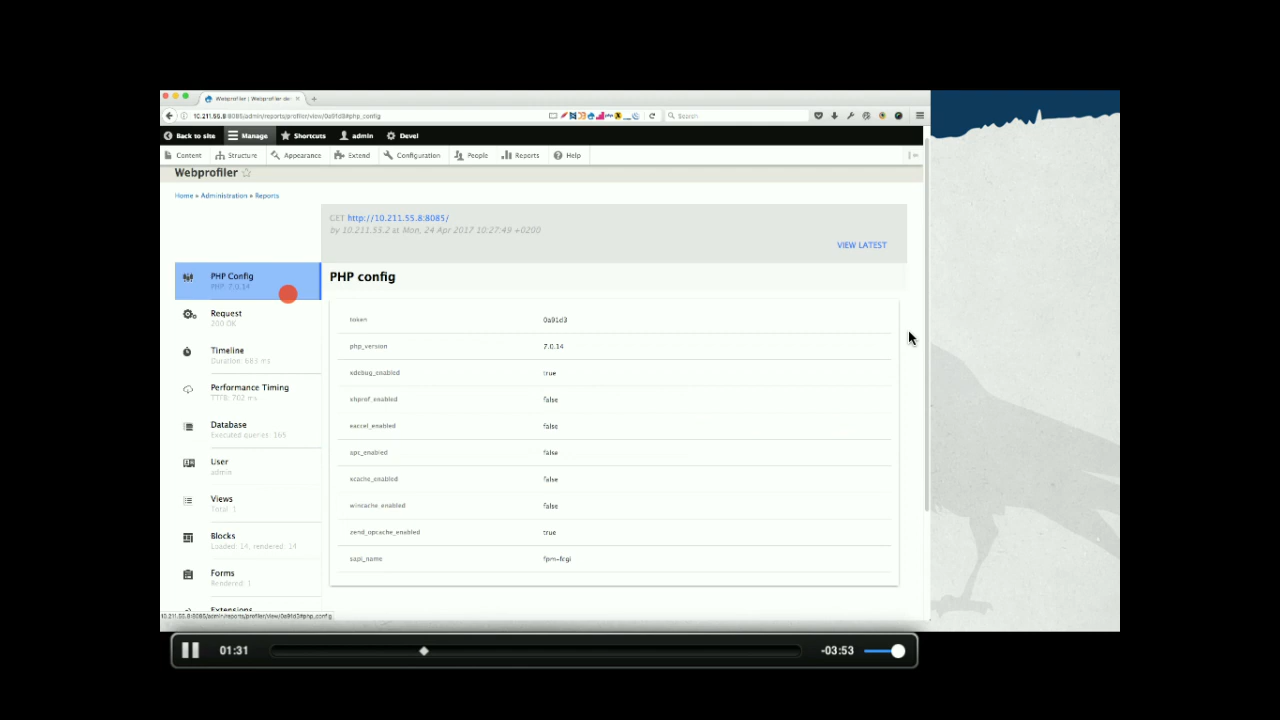 Webprofiler | Webprofiler de
10.211.55.8:8085/admin/reports/profiler/view/0a91d3#php_config
Search
Back to site Manage Shortcuts admin Devel
Content Structure Appearance Extend Configuration People Reports Help
Webprofiler
Home » Administration » Reports
GET http://10.211.55.8:8085/
by 10.211.55.2 at Mon, 24 Apr 2017 10:27:49 +0200
VIEW LATEST
PHP Config
PHP: 7.0.14
Request
200 OK
Timeline
Duration: 683 ms
Performance Timing
TTFB: 702 ms
Database
Executed queries: 165
User
admin
Views
Total: 1
Blocks
Loaded: 14, rendered: 14
Forms
Rendered: 1
Extensions
PHP config
token 0a91d3
php_version 7.0.14
xdebug_enabled true
xhprof_enabled false
eaccel_enabled false
apc_enabled false
xcache_enabled false
wincache_enabled false
zend_opcache_enabled true
sapi_name fpm-fcgi
10.211.55.8:8085/admin/reports/profiler/view/0a91d3#php_config
01:31
-03:53